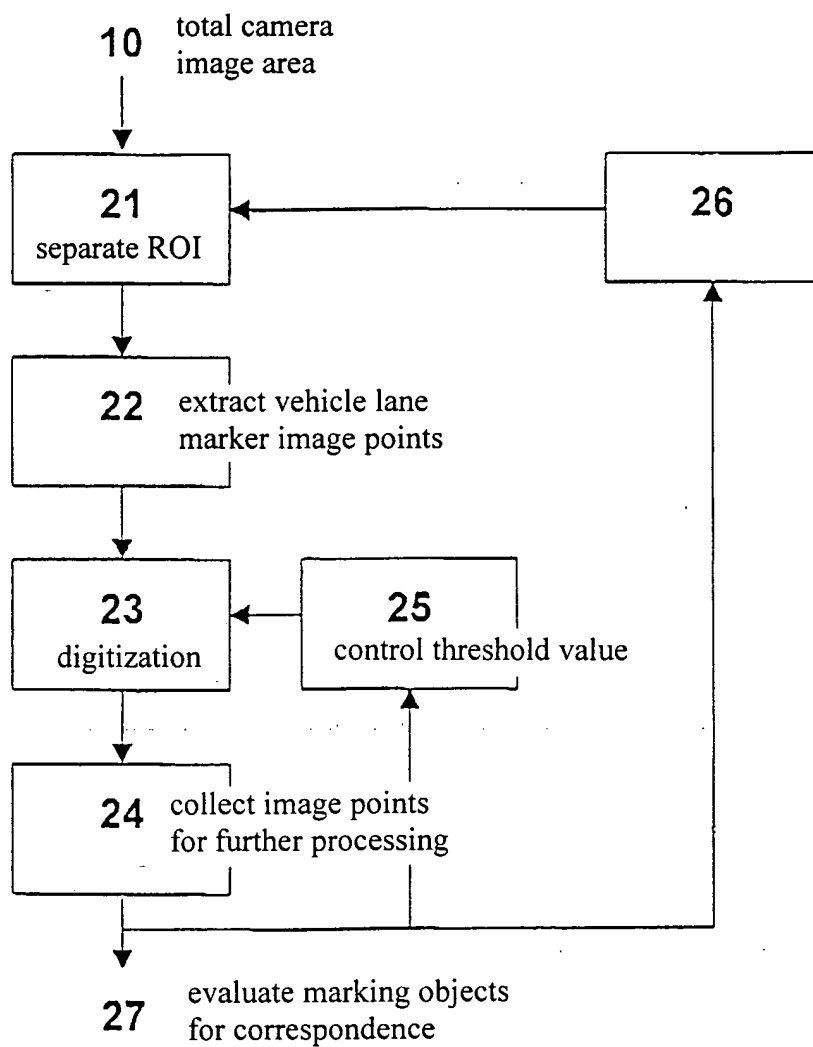 10 total camera
image area
21
separate ROI
26
22 extract vehicle lane
marker image points
23
digitization
25
control threshold value
24 collect image points
for further processing
27 evaluate marking objects
for correspondence